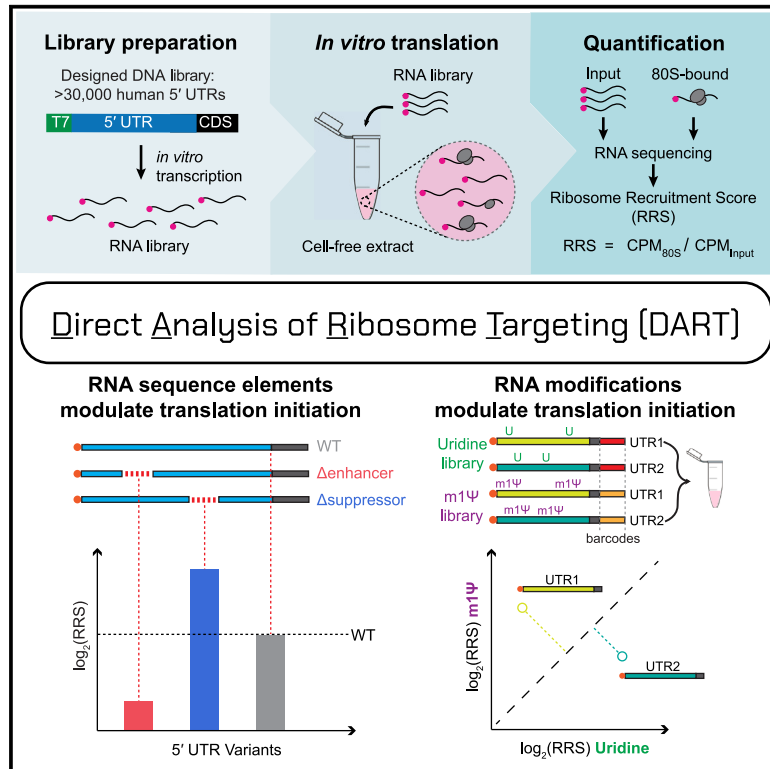 Library preparation
Designed DNA library:
>30,000 human 5′ UTRs
T7 5′ UTR CDS
in vitro
transcription
RNA library
In vitro translation
RNA library
Cell-free extract
Quantification
Input 80S-bound
RNA sequencing
Ribosome Recruitment Score
(RRS)
RRS = CPM80S / CPMInput
Direct Analysis of Ribosome Targeting (DART)
RNA sequence elements
modulate translation initiation
WT
Δenhancer
Δsuppressor
log2(RRS)
WT
5′ UTR Variants
RNA modifications
modulate translation initiation
Uridine
library
U U
UTR1
U U
UTR2
m1Ψ
library
m1Ψ m1Ψ
UTR1
m1Ψ m1Ψ
UTR2
barcodes
log2(RRS) m1Ψ
UTR1
UTR2
log2(RRS) Uridine